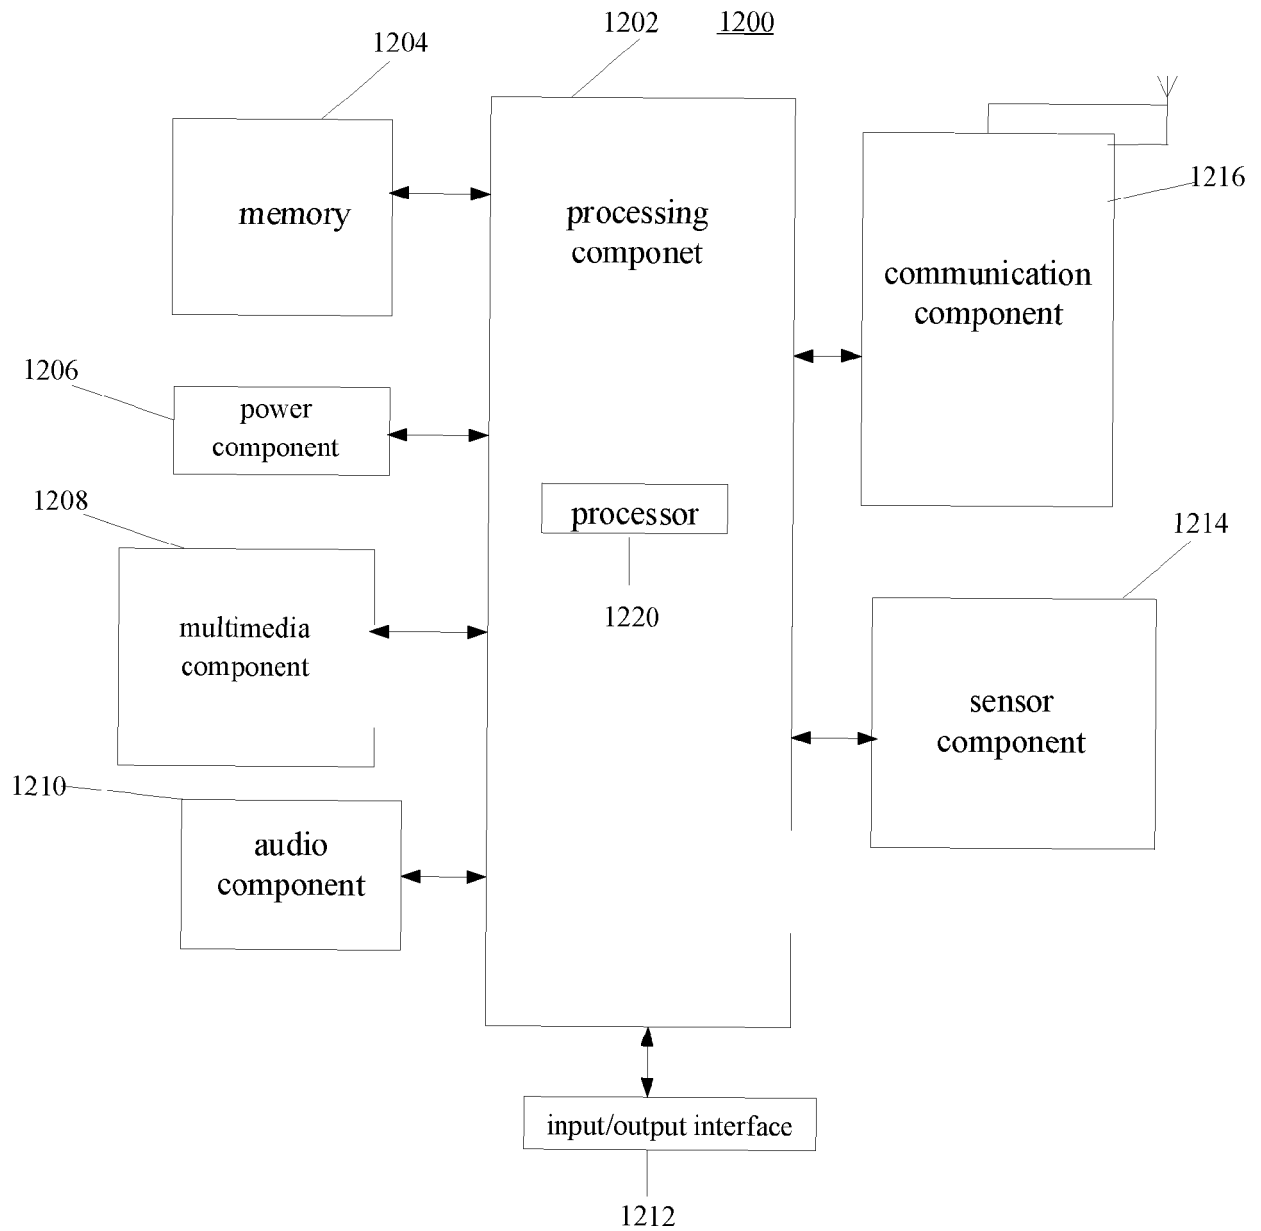 1202
1200
1204
memory
processing
componet
1216
communication
component
1206
power
component
1208
processor
1214
1220
multimedia
component
sensor
component
1210
audio
component
input/output interface
1212